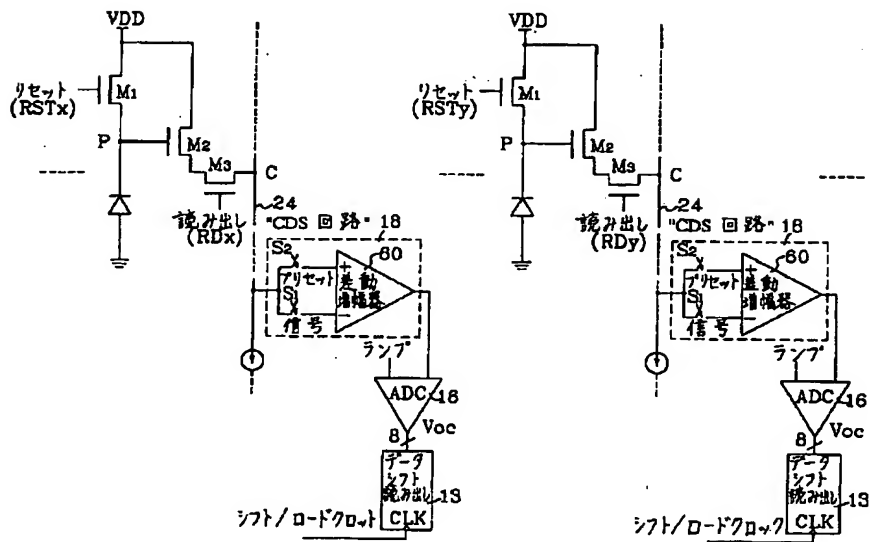 VDD
リセット
(RSTx)
M1
P
M2
M3
C
24
読み出し
(RDx)
"CDS 回路"
18
S2
プリセット
S1
信号
+
-
差動
増幅器
60
ランプ
ADC
16
Voc
8
データ
シフト
読み出し
13
CLK
シフト/ロードクロット
VDD
リセット
(RSTy)
M1
P
M2
M3
C
24
読み出し
(RDy)
"CDS 回路"
18
S2
プリセット
S1
信号
+
-
差動
増幅器
60
ランプ
ADC
16
Voc
8
データ
シフト
読み出し
13
CLK
シフト/ロードクロック